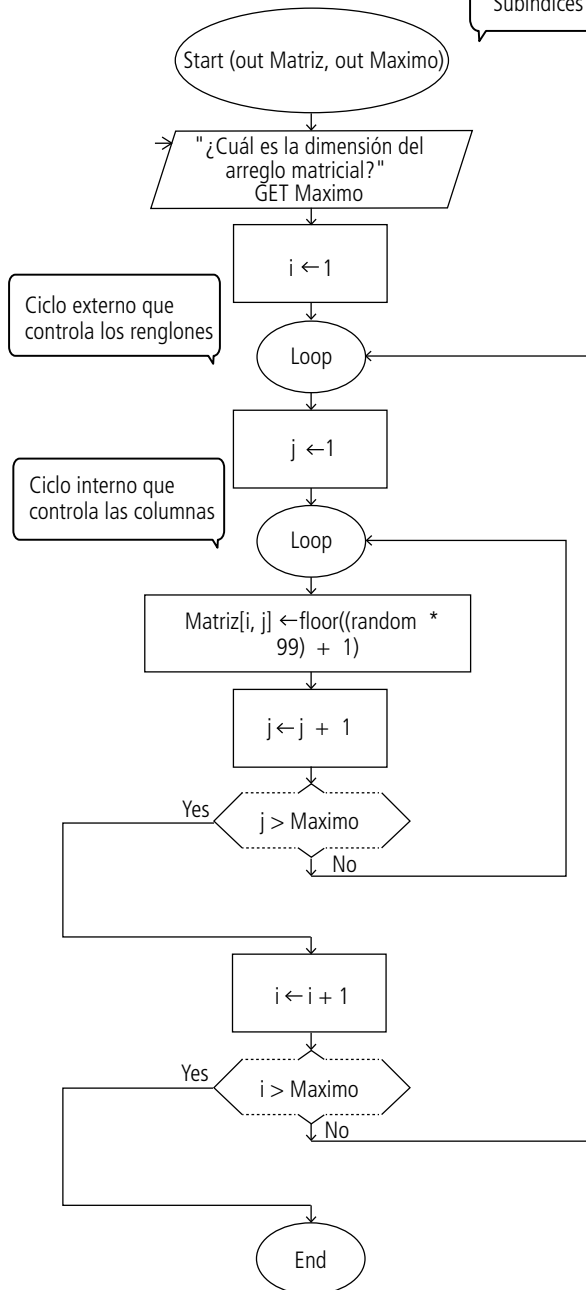 Subíndices
Start (out Matriz, out Maximo)
"¿Cuál es la dimensión del
arreglo matricial?"
GET Maximo
i ←1
Ciclo externo que
controla los renglones
Loop
j ←1
Ciclo interno que
controla las columnas
Loop
Matriz[i, j] ←floor((random *
99) + 1)
j ← j + 1
Yes
j > Maximo
No
i ← i + 1
Yes
i > Maximo
No
End